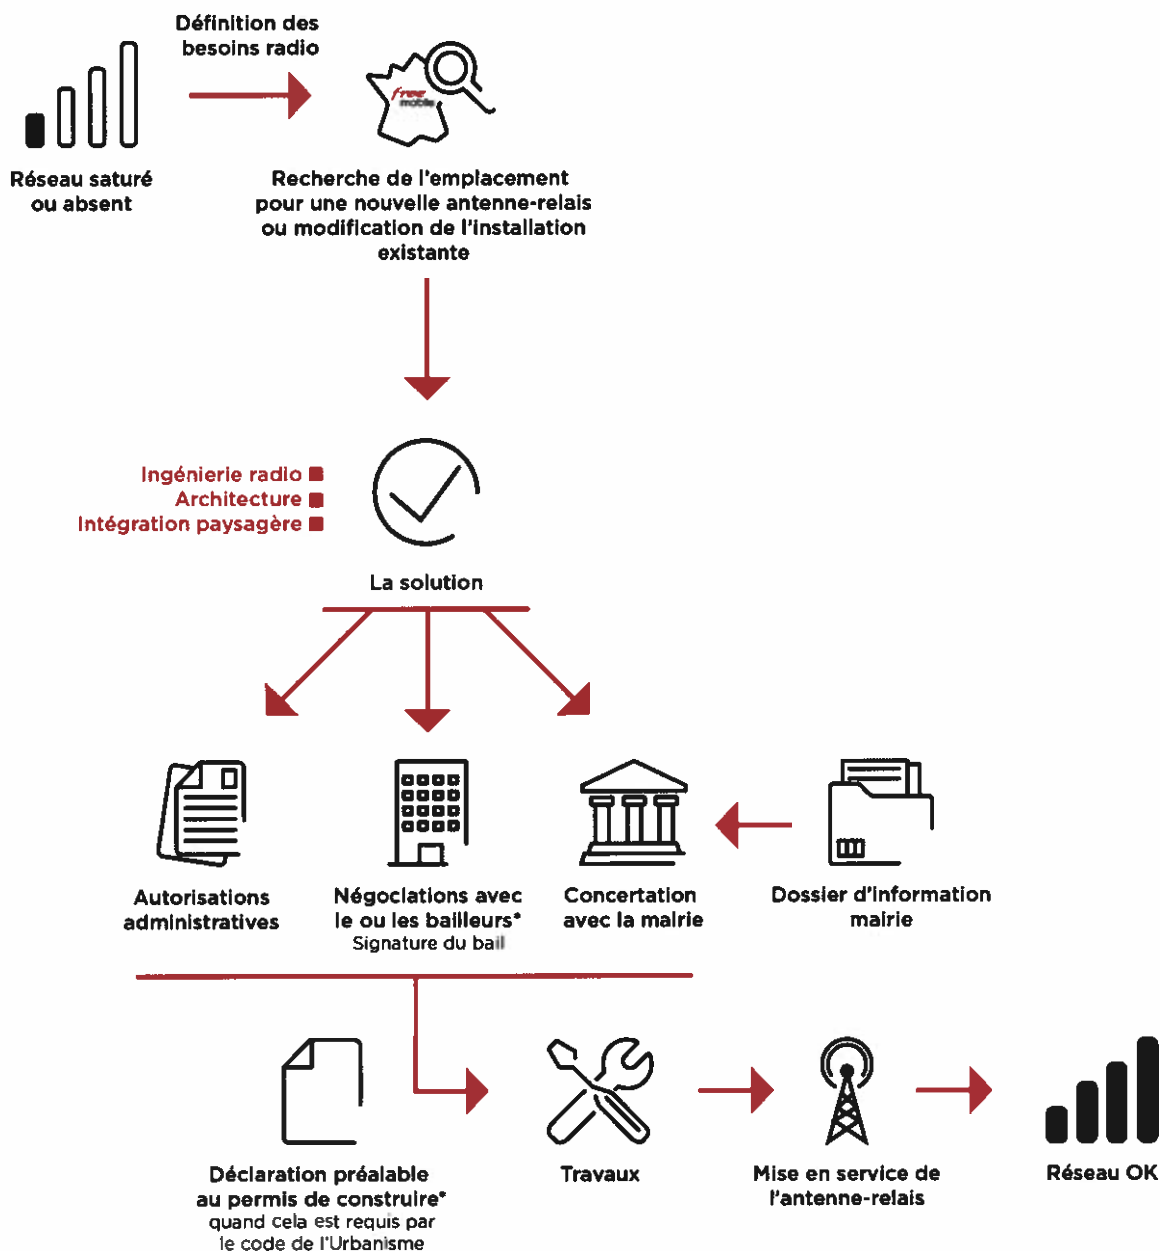 Définition des
besoins radio
free
mobile
Réseau saturé
ou absent
Recherche de l'emplacement
pour une nouvelle antenne-relais
ou modification de l'installation
existante
Ingénierie radio
Architecture
Intégration paysagère
La solution
Autorisations
administratives
Négociations avec
le ou les bailleurs*
Signature du bail
Concertation
avec la mairie
Dossier d'information
mairie
Déclaration préalable
au permis de construire*
quand cela est requis par
le code de l'Urbanisme
Travaux
Mise en service de
l'antenne-relais
Réseau OK